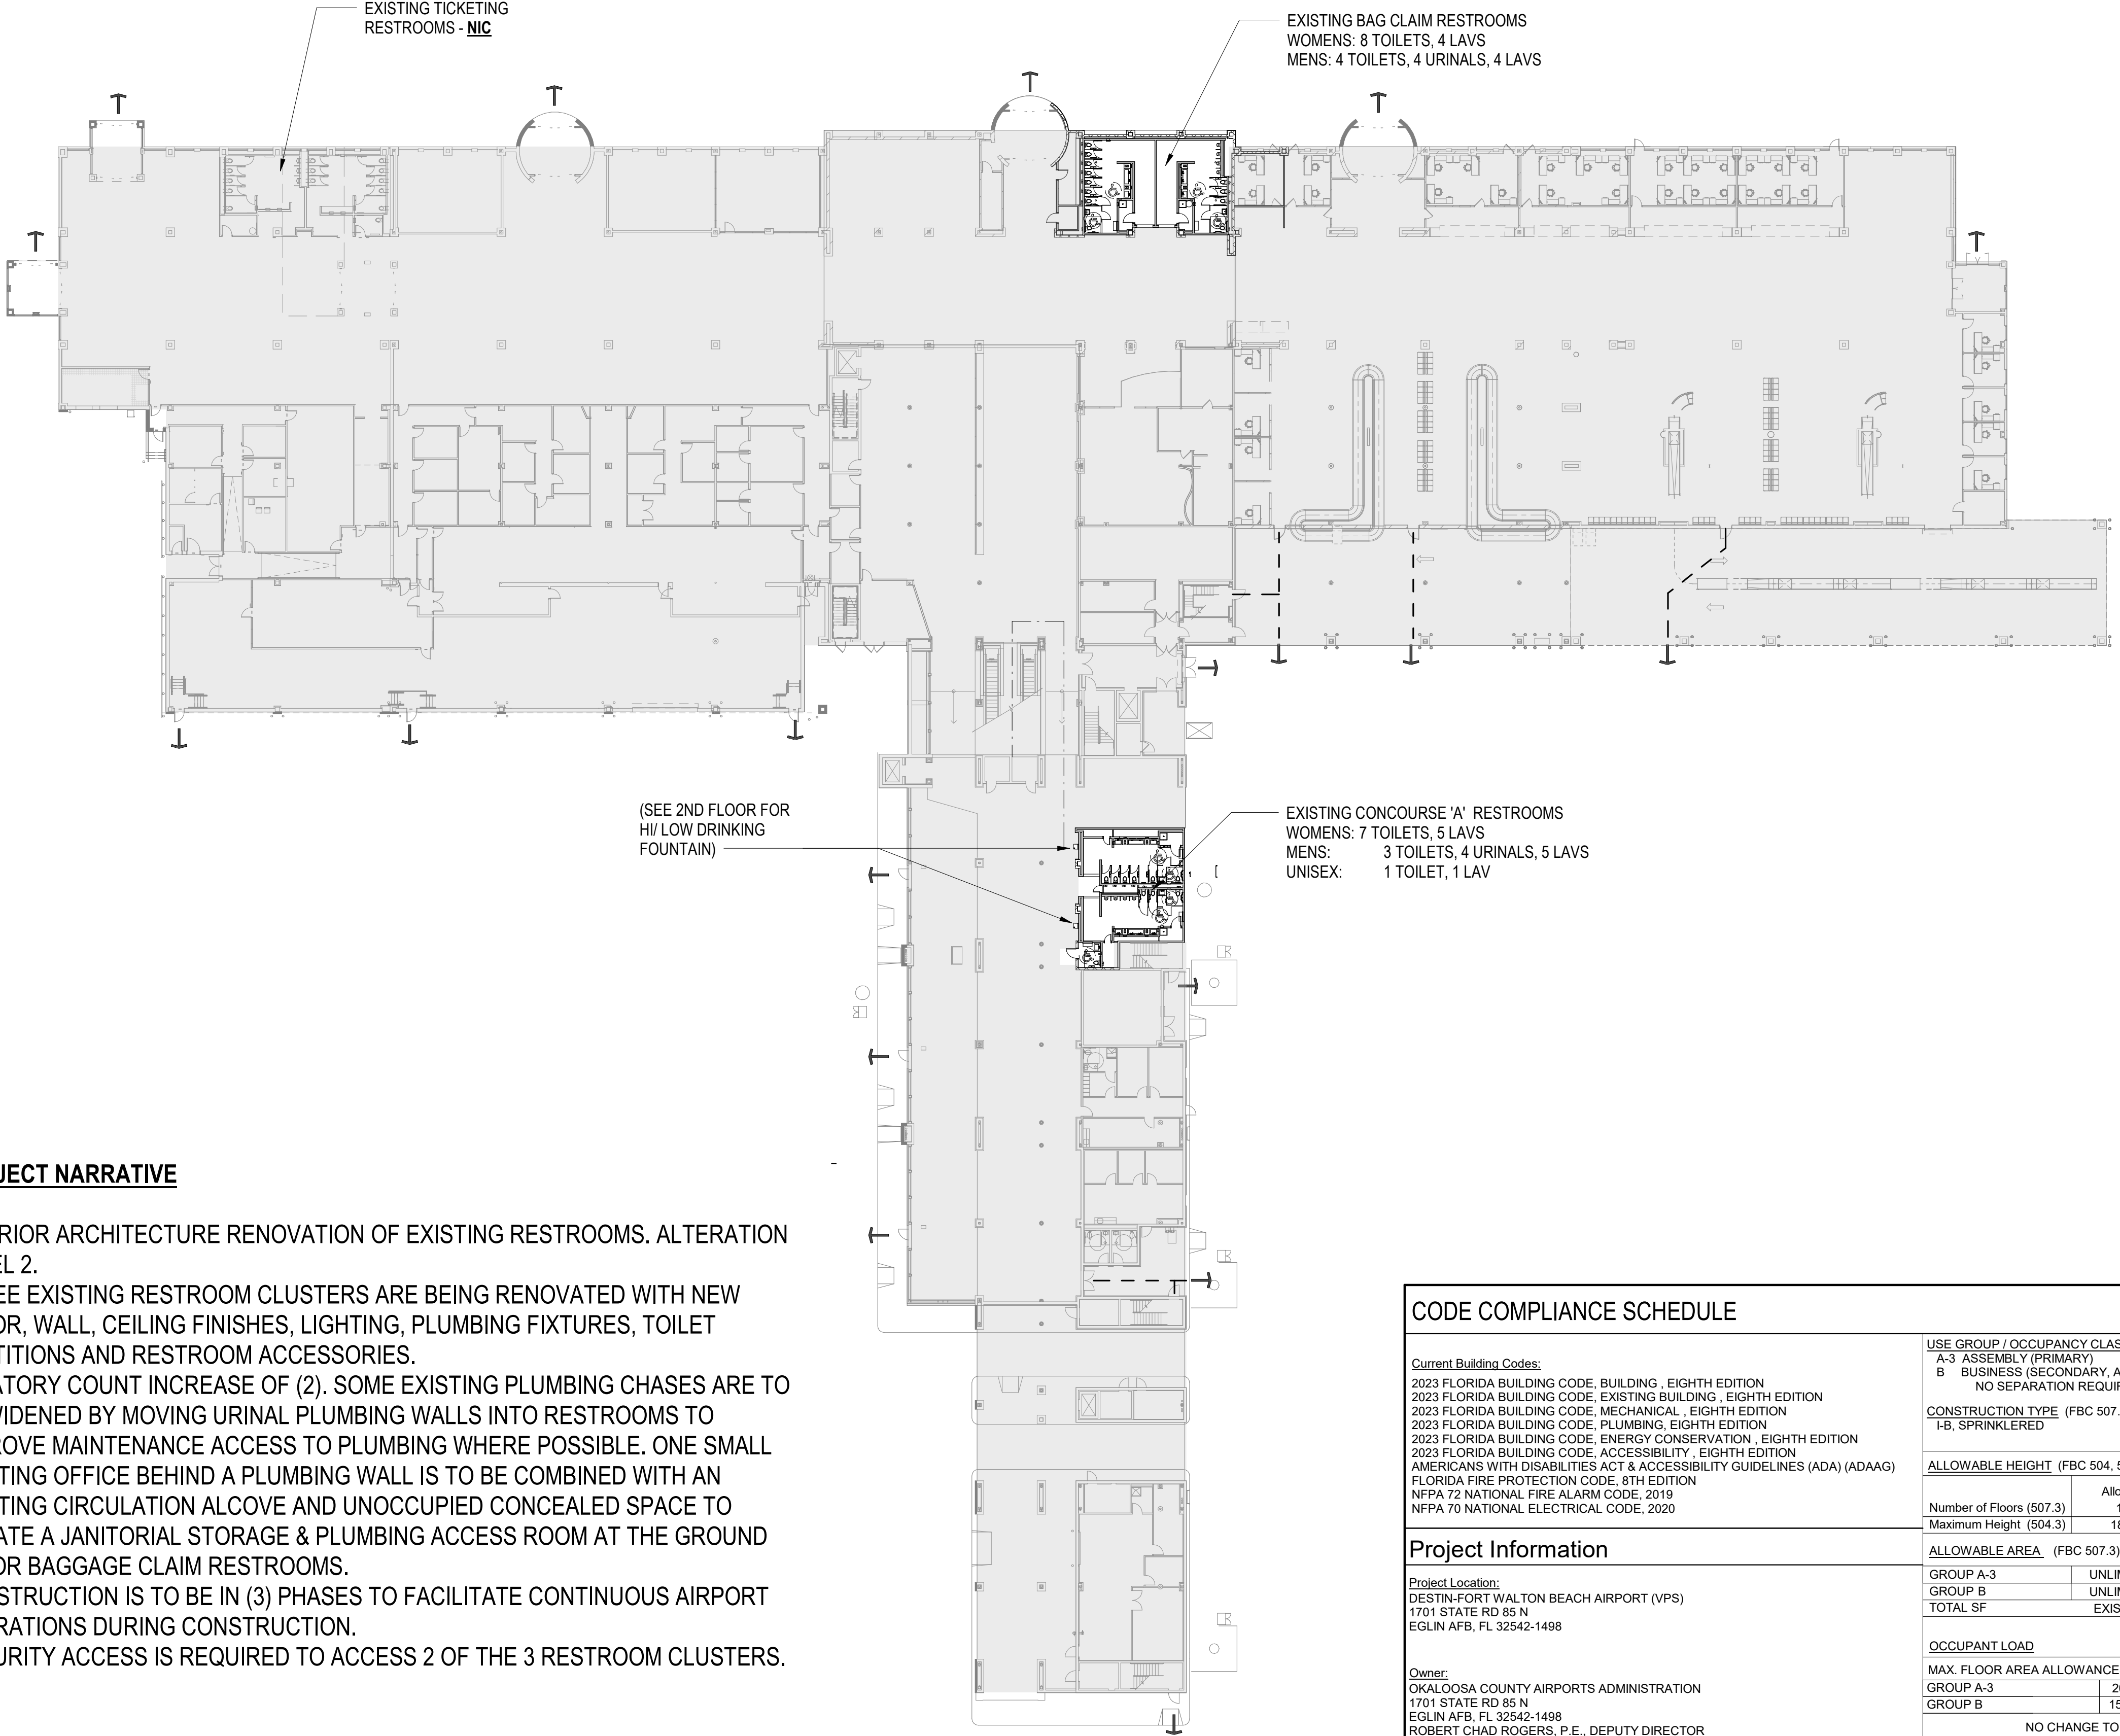 EXISTING TICKETING
RESTROOMS - NIC
EXISTING BAG CLAIM RESTROOMS
WOMENS: 8 TOILETS, 4 LAVS
MENS: 4 TOILETS, 4 URINALS, 4 LAVS
(SEE 2ND FLOOR FOR
HI/ LOW DRINKING
FOUNTAIN)
EXISTING CONCOURSE 'A' RESTROOMS
WOMENS: 7 TOILETS, 5 LAVS
MENS: 3 TOILETS, 4 URINALS, 5 LAVS
UNISEX: 1 TOILET, 1 LAV
JECT NARRATIVE
RIOR ARCHITECTURE RENOVATION OF EXISTING RESTROOMS. ALTERATION
EL 2.
EE EXISTING RESTROOM CLUSTERS ARE BEING RENOVATED WITH NEW
OR, WALL, CEILING FINISHES, LIGHTING, PLUMBING FIXTURES, TOILET
TITIONS AND RESTROOM ACCESSORIES.
ATORY COUNT INCREASE OF (2). SOME EXISTING PLUMBING CHASES ARE TO
WIDENED BY MOVING URINAL PLUMBING WALLS INTO RESTROOMS TO
ROVE MAINTENANCE ACCESS TO PLUMBING WHERE POSSIBLE. ONE SMALL
TING OFFICE BEHIND A PLUMBING WALL IS TO BE COMBINED WITH AN
TING CIRCULATION ALCOVE AND UNOCCUPIED CONCEALED SPACE TO
ATE A JANITORIAL STORAGE & PLUMBING ACCESS ROOM AT THE GROUND
OR BAGGAGE CLAIM RESTROOMS.
STRUCTION IS TO BE IN (3) PHASES TO FACILITATE CONTINUOUS AIRPORT
RATIONS DURING CONSTRUCTION.
URITY ACCESS IS REQUIRED TO ACCESS 2 OF THE 3 RESTROOM CLUSTERS.
CODE COMPLIANCE SCHEDULE
Current Building Codes:
2023 FLORIDA BUILDING CODE, BUILDING , EIGHTH EDITION
2023 FLORIDA BUILDING CODE, EXISTING BUILDING , EIGHTH EDITION
2023 FLORIDA BUILDING CODE, MECHANICAL , EIGHTH EDITION
2023 FLORIDA BUILDING CODE, PLUMBING, EIGHTH EDITION
2023 FLORIDA BUILDING CODE, ENERGY CONSERVATION , EIGHTH EDITION
2023 FLORIDA BUILDING CODE, ACCESSIBILITY , EIGHTH EDITION
AMERICANS WITH DISABILITIES ACT & ACCESSIBILITY GUIDELINES (ADA) (ADAAG)
FLORIDA FIRE PROTECTION CODE, 8TH EDITION
NFPA 72 NATIONAL FIRE ALARM CODE, 2019
NFPA 70 NATIONAL ELECTRICAL CODE, 2020
Project Information
Project Location:
DESTIN-FORT WALTON BEACH AIRPORT (VPS)
1701 STATE RD 85 N
EGLIN AFB, FL 32542-1498
Owner:
OKALOOSA COUNTY AIRPORTS ADMINISTRATION
1701 STATE RD 85 N
EGLIN AFB, FL 32542-1498
ROBERT CHAD ROGERS, P.E., DEPUTY DIRECTOR
USE GROUP / OCCUPANCY CLAS
A-3 ASSEMBLY (PRIMARY)
B BUSINESS (SECONDARY, A
NO SEPARATION REQUI
CONSTRUCTION TYPE (FBC 507.
I-B, SPRINKLERED
ALLOWABLE HEIGHT (FBC 504, 5
Allo
Number of Floors (507.3) 1
Maximum Height (504.3) 18
ALLOWABLE AREA (FBC 507.3)
GROUP A-3 UNLIM
GROUP B UNLIM
TOTAL SF EXIS
OCCUPANT LOAD
MAX. FLOOR AREA ALLOWANCE
GROUP A-3 20
GROUP B 15
NO CHANGE TO